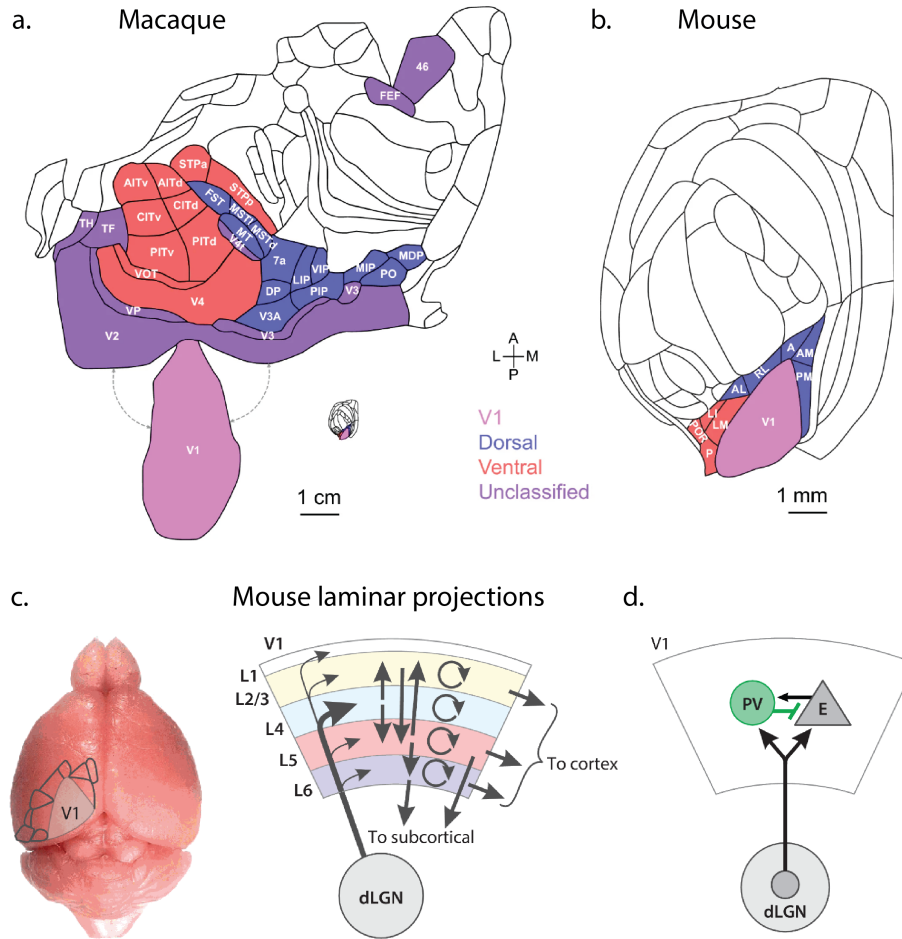 a.
Macaque
46
FEF
STPa
AITv
AITd
STPp
FST
MSTl
MSTd
CITv
CITd
MT
V4t
TH
TF
PITv
PITd
VOT
7a
LIP
VIP
MIP
MDP
PO
PIP
DP
V4
V3
VP
V3A
V3
V2
V1
A
L
M
P
V1
Dorsal
Ventral
Unclassified
1 cm
b.
Mouse
A
AM
RL
PM
AL
LI
LM
V1
POR
P
1 mm
c.
Mouse laminar projections
V1
V1
L1
L2/3
L4
L5
L6
To cortex
To subcortical
dLGN
d.
V1
PV
E
dLGN